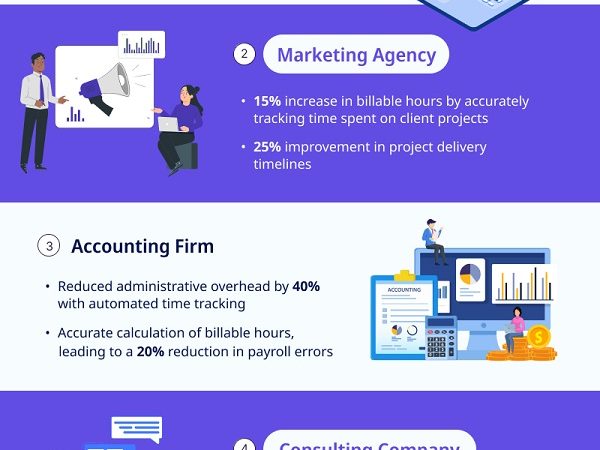 2
Marketing Agency
• 15% increase in billable hours by accurately
tracking time spent on client projects
• 25% improvement in project delivery
timelines
3
Accounting Firm
• Reduced administrative overhead by 40%
with automated time tracking
• Accurate calculation of billable hours,
leading to a 20% reduction in payroll errors
ACCOUNTING
$
4
Consulting Company